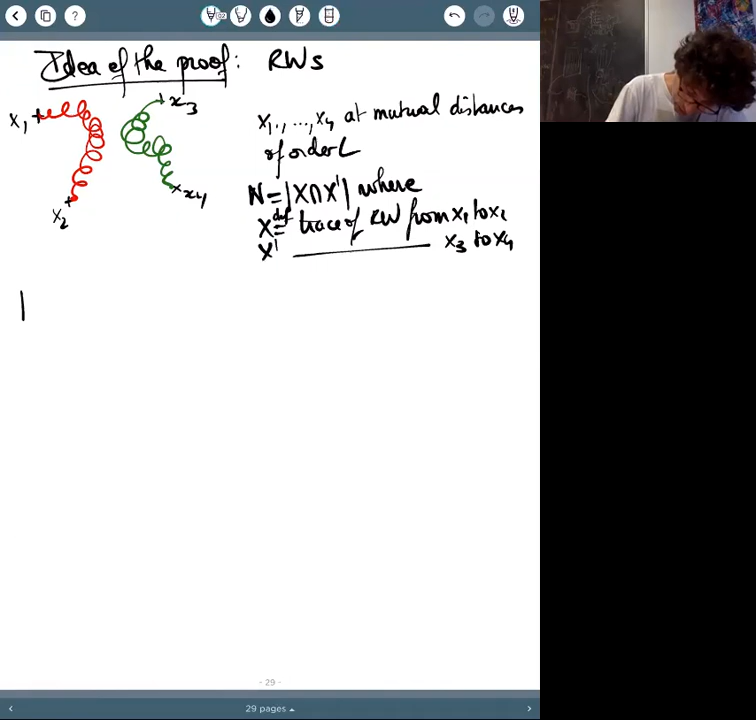 Idea of the proof: RWs
x₁ x₃
x₂ x₄
x₁, ..., x₄ at mutual distances
of order L
N = |X∩X'| where
X def= trace of RW from x₁ to x₂
X' ———— x₃ to x₄
- 29 -
29 pages